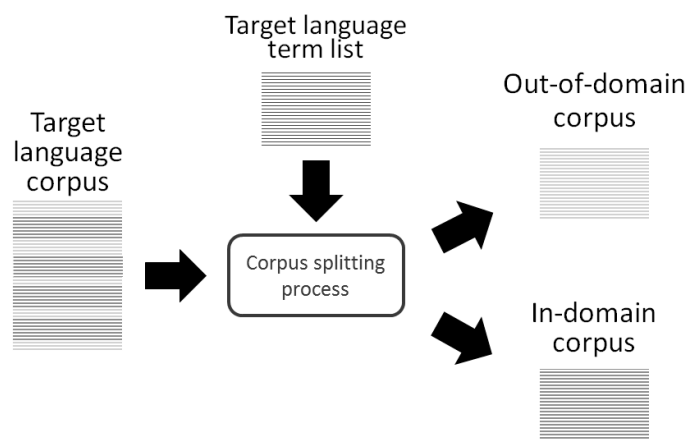 Target language
term list
Out-of-domain
corpus
Target
language
corpus
Corpus splitting
process
In-domain
corpus